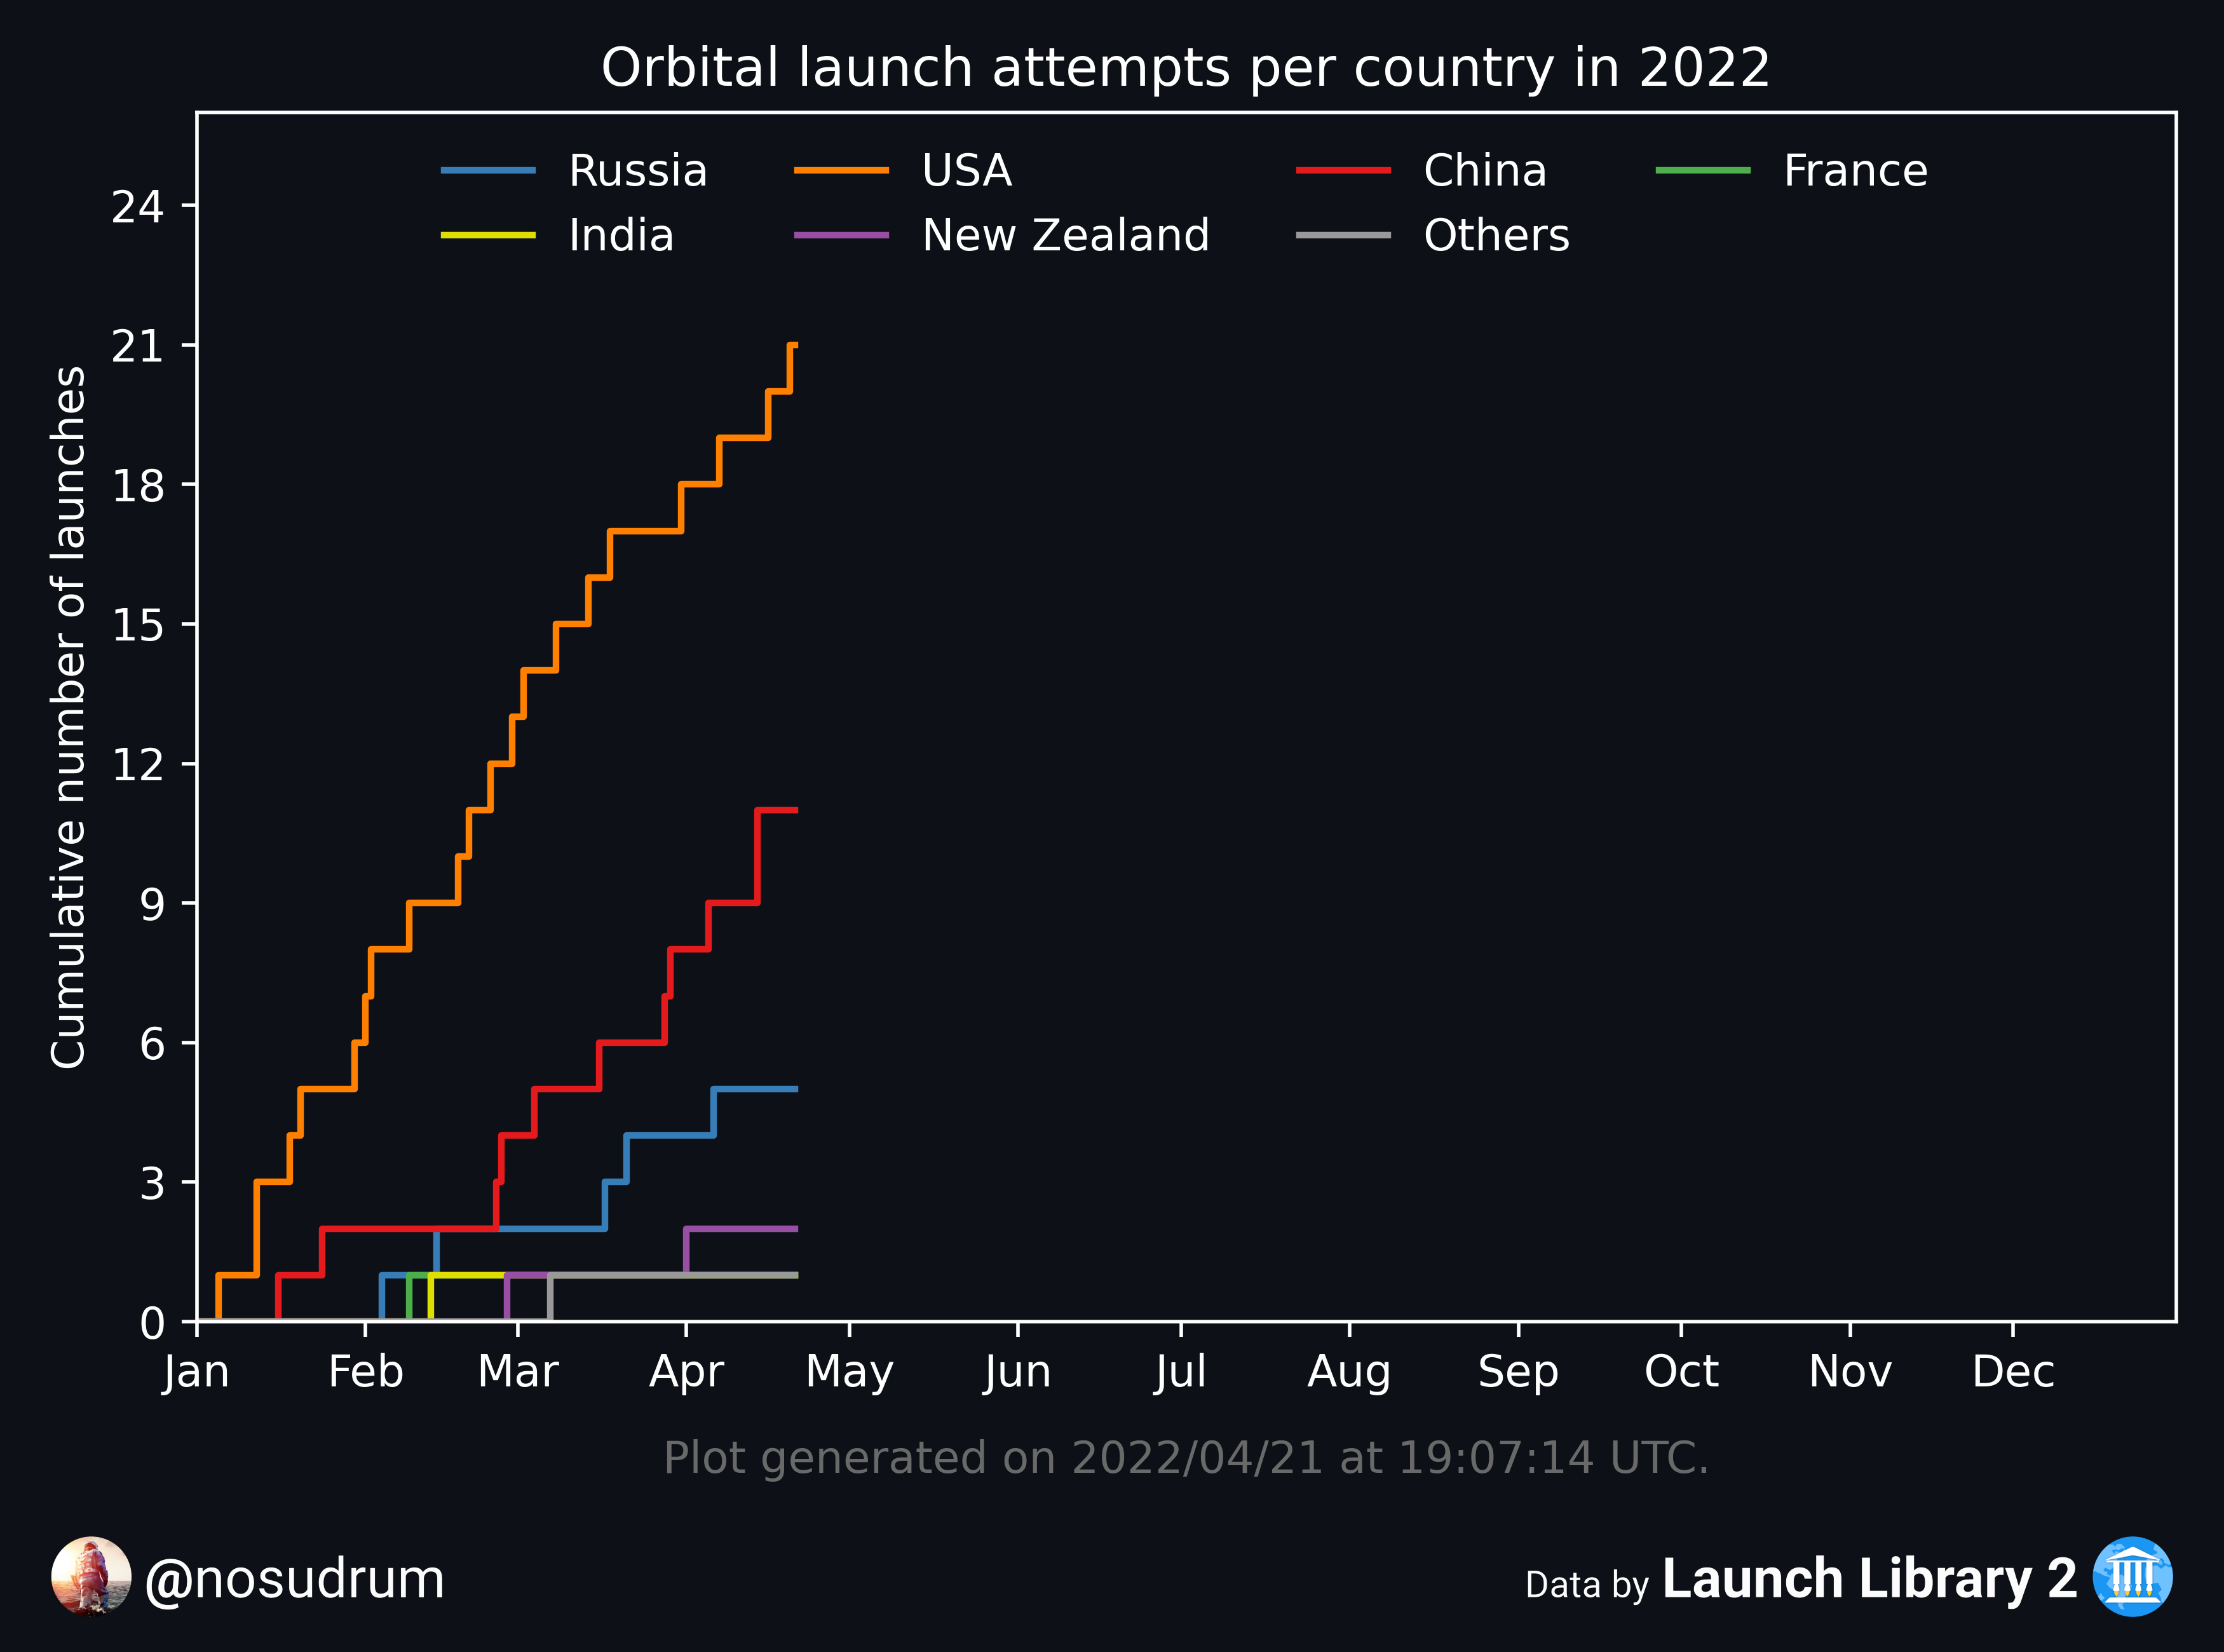 Orbital launch attempts per country in 2022
Russia USA China France
India New Zealand Others
Cumulative number of launches
24
21
18
15
12
9
6
3
0
Jan Feb Mar Apr May Jun Jul Aug Sep Oct Nov Dec
Plot generated on 2022/04/21 at 19:07:14 UTC.
@nosudrum
Data by Launch Library 2